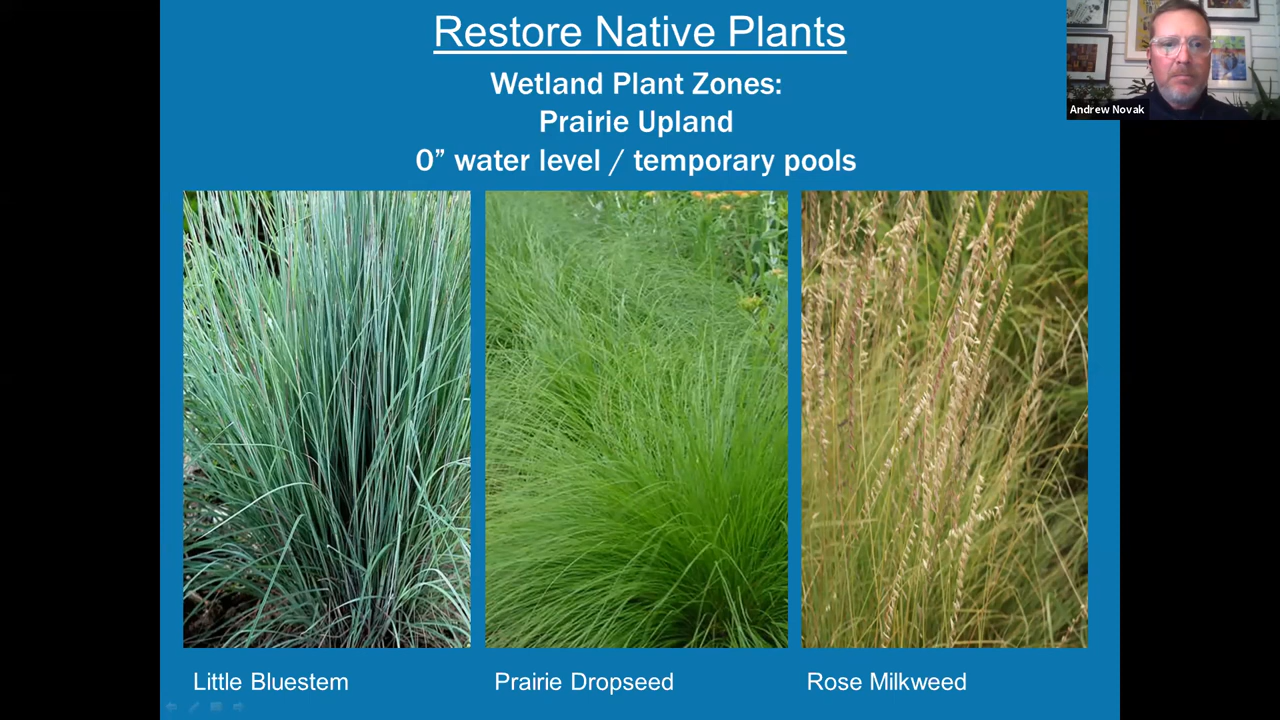 Restore Native Plants
Wetland Plant Zones:
Prairie Upland
0” water level / temporary pools
Andrew Novak
Little Bluestem
Prairie Dropseed
Rose Milkweed